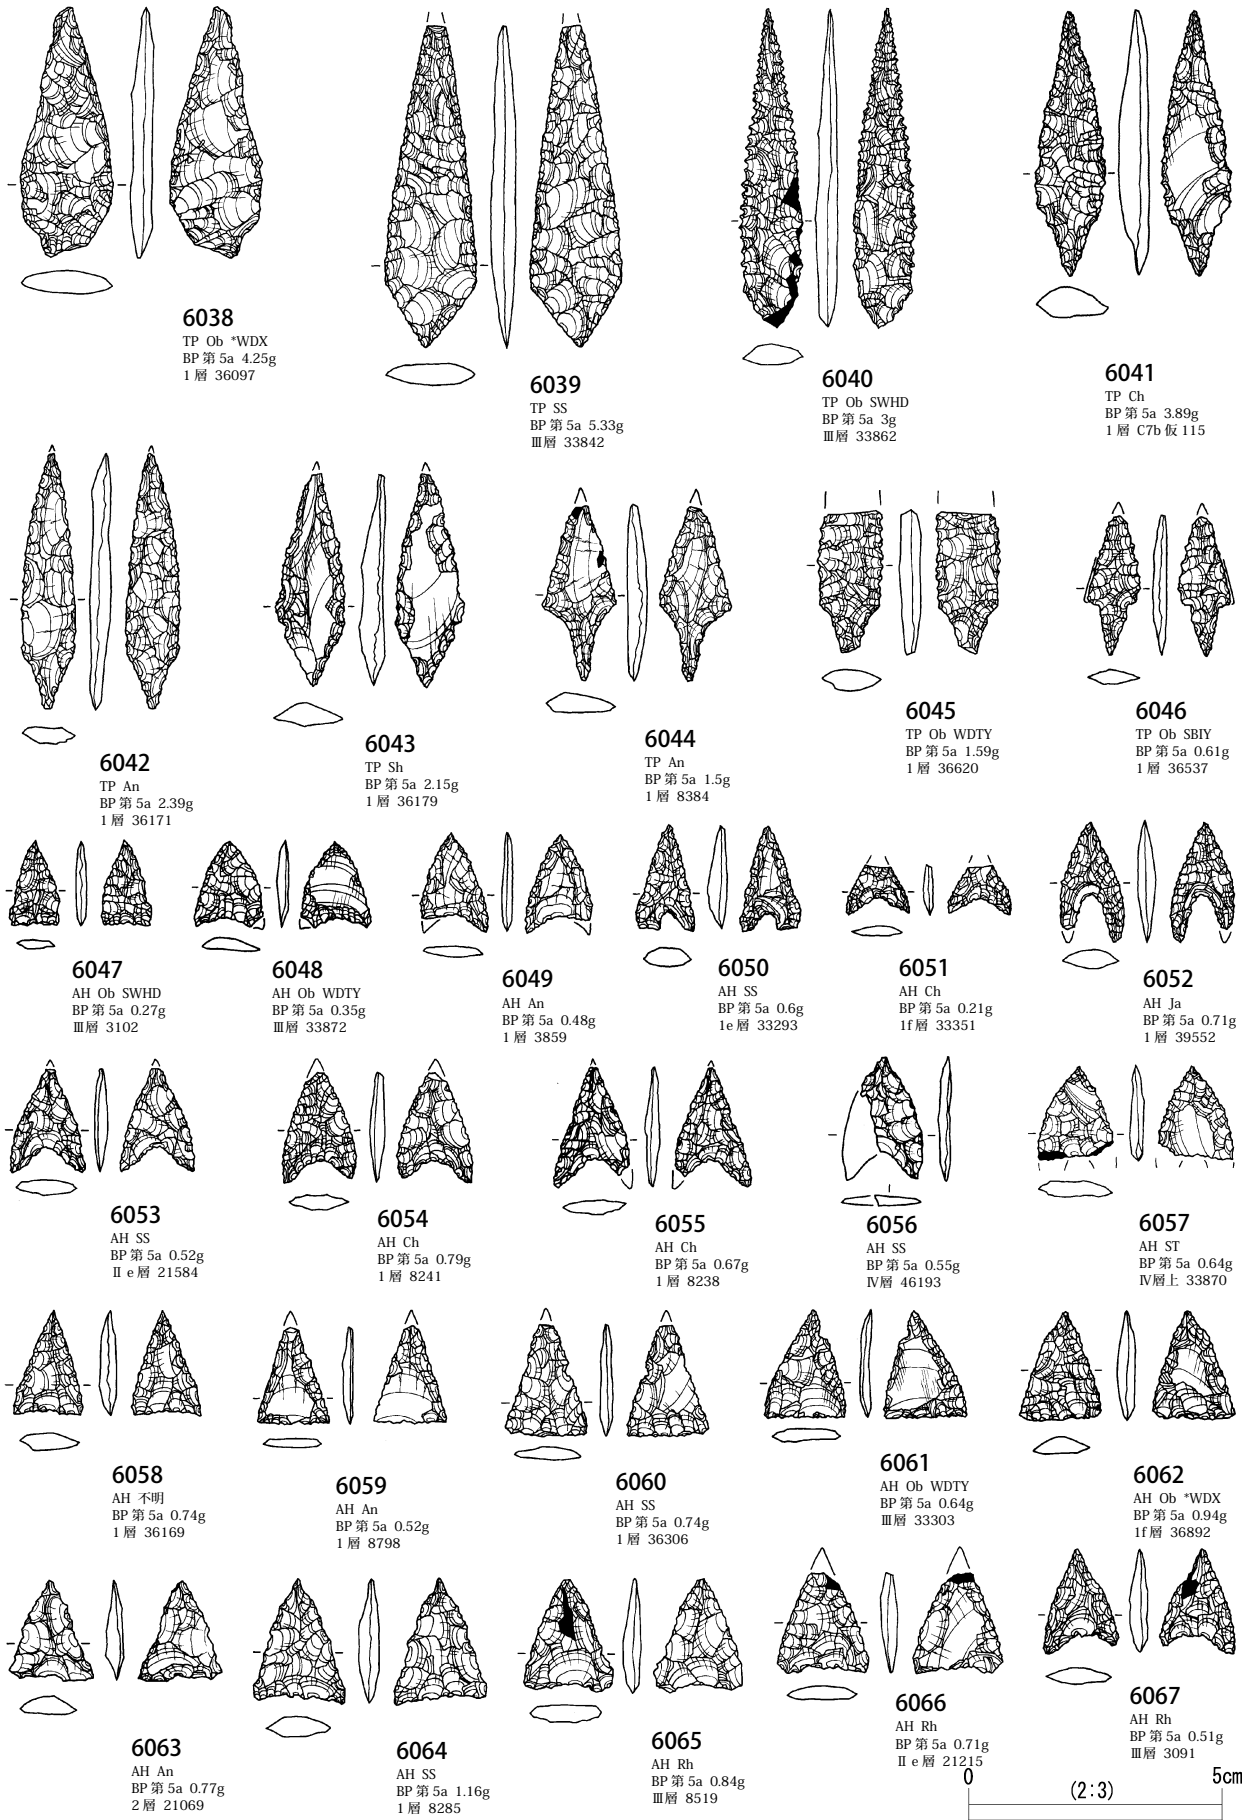 6038
TP Ob *WDX
BP 第 5a 4.25g
1 層 36097
6039
TP SS
BP 第 5a 5.33g
Ⅲ層 33842
6040
TP Ob SWHD
BP 第 5a 3g
Ⅲ層 33862
6041
TP Ch
BP 第 5a 3.89g
1 層 C7b 仮 115
6042
TP An
BP 第 5a 2.39g
1 層 36171
6043
TP Sh
BP 第 5a 2.15g
1 層 36179
6044
TP An
BP 第 5a 1.5g
1 層 8384
6045
TP Ob WDTY
BP 第 5a 1.59g
1 層 36620
6046
TP Ob SBIY
BP 第 5a 0.61g
1 層 36537
6047
AH Ob SWHD
BP 第 5a 0.27g
Ⅲ層 3102
6048
AH Ob WDTY
BP 第 5a 0.35g
Ⅲ層 33872
6049
AH An
BP 第 5a 0.48g
1 層 3859
6050
AH SS
BP 第 5a 0.6g
1e 層 33293
6051
AH Ch
BP 第 5a 0.21g
1f 層 33351
6052
AH Ja
BP 第 5a 0.71g
1 層 39552
6053
AH SS
BP 第 5a 0.52g
Ⅱ e 層 21584
6054
AH Ch
BP 第 5a 0.79g
1 層 8241
6055
AH Ch
BP 第 5a 0.67g
1 層 8238
6056
AH SS
BP 第 5a 0.55g
Ⅳ層 46193
6057
AH ST
BP 第 5a 0.64g
Ⅳ層上 33870
6058
AH 不明
BP 第 5a 0.74g
1 層 36169
6059
AH An
BP 第 5a 0.52g
1 層 8798
6060
AH SS
BP 第 5a 0.74g
1 層 36306
6061
AH Ob WDTY
BP 第 5a 0.64g
Ⅲ層 33303
6062
AH Ob *WDX
BP 第 5a 0.94g
1f 層 36892
6063
AH An
BP 第 5a 0.77g
2 層 21069
6064
AH SS
BP 第 5a 1.16g
1 層 8285
6065
AH Rh
BP 第 5a 0.84g
Ⅲ層 8519
6066
AH Rh
BP 第 5a 0.71g
Ⅱ e 層 21215
6067
AH Rh
BP 第 5a 0.51g
Ⅲ層 3091
0 (2:3) 5cm